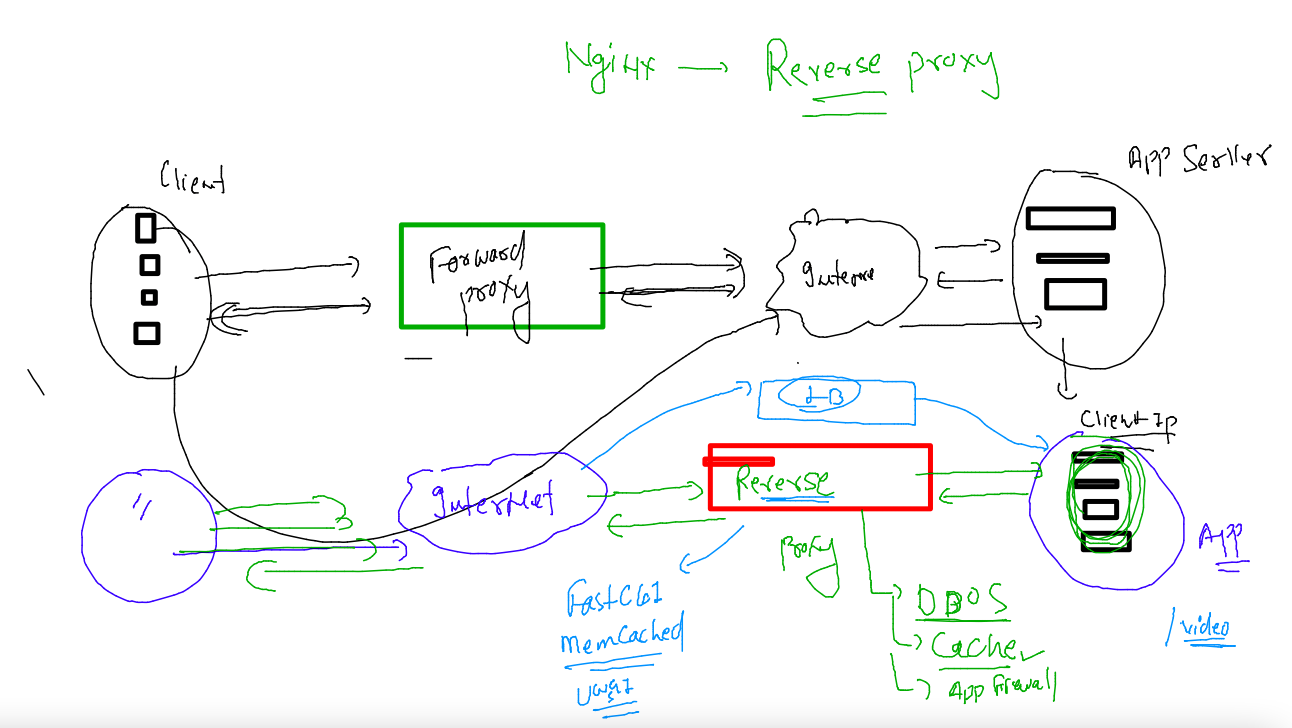 Nginx → Reverse proxy
Client
App Server
Forward
proxy
Interne
LB
Client Ip
"
Internet
Reverse
proxy
App
FastCGI
MemCached
uwsgi
DDOS
Cache
App Firewall
/video